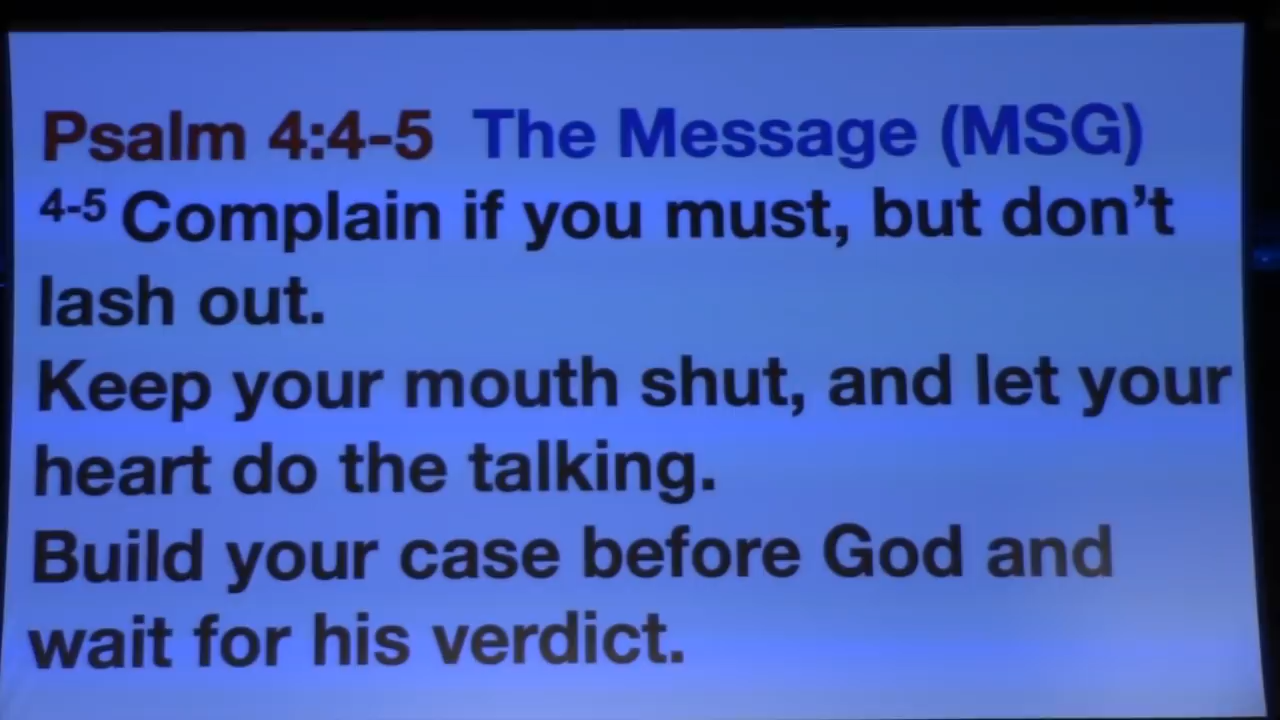 Psalm 4:4-5 The Message (MSG)
4-5 Complain if you must, but don’t
lash out.
Keep your mouth shut, and let your
heart do the talking.
Build your case before God and
wait for his verdict.